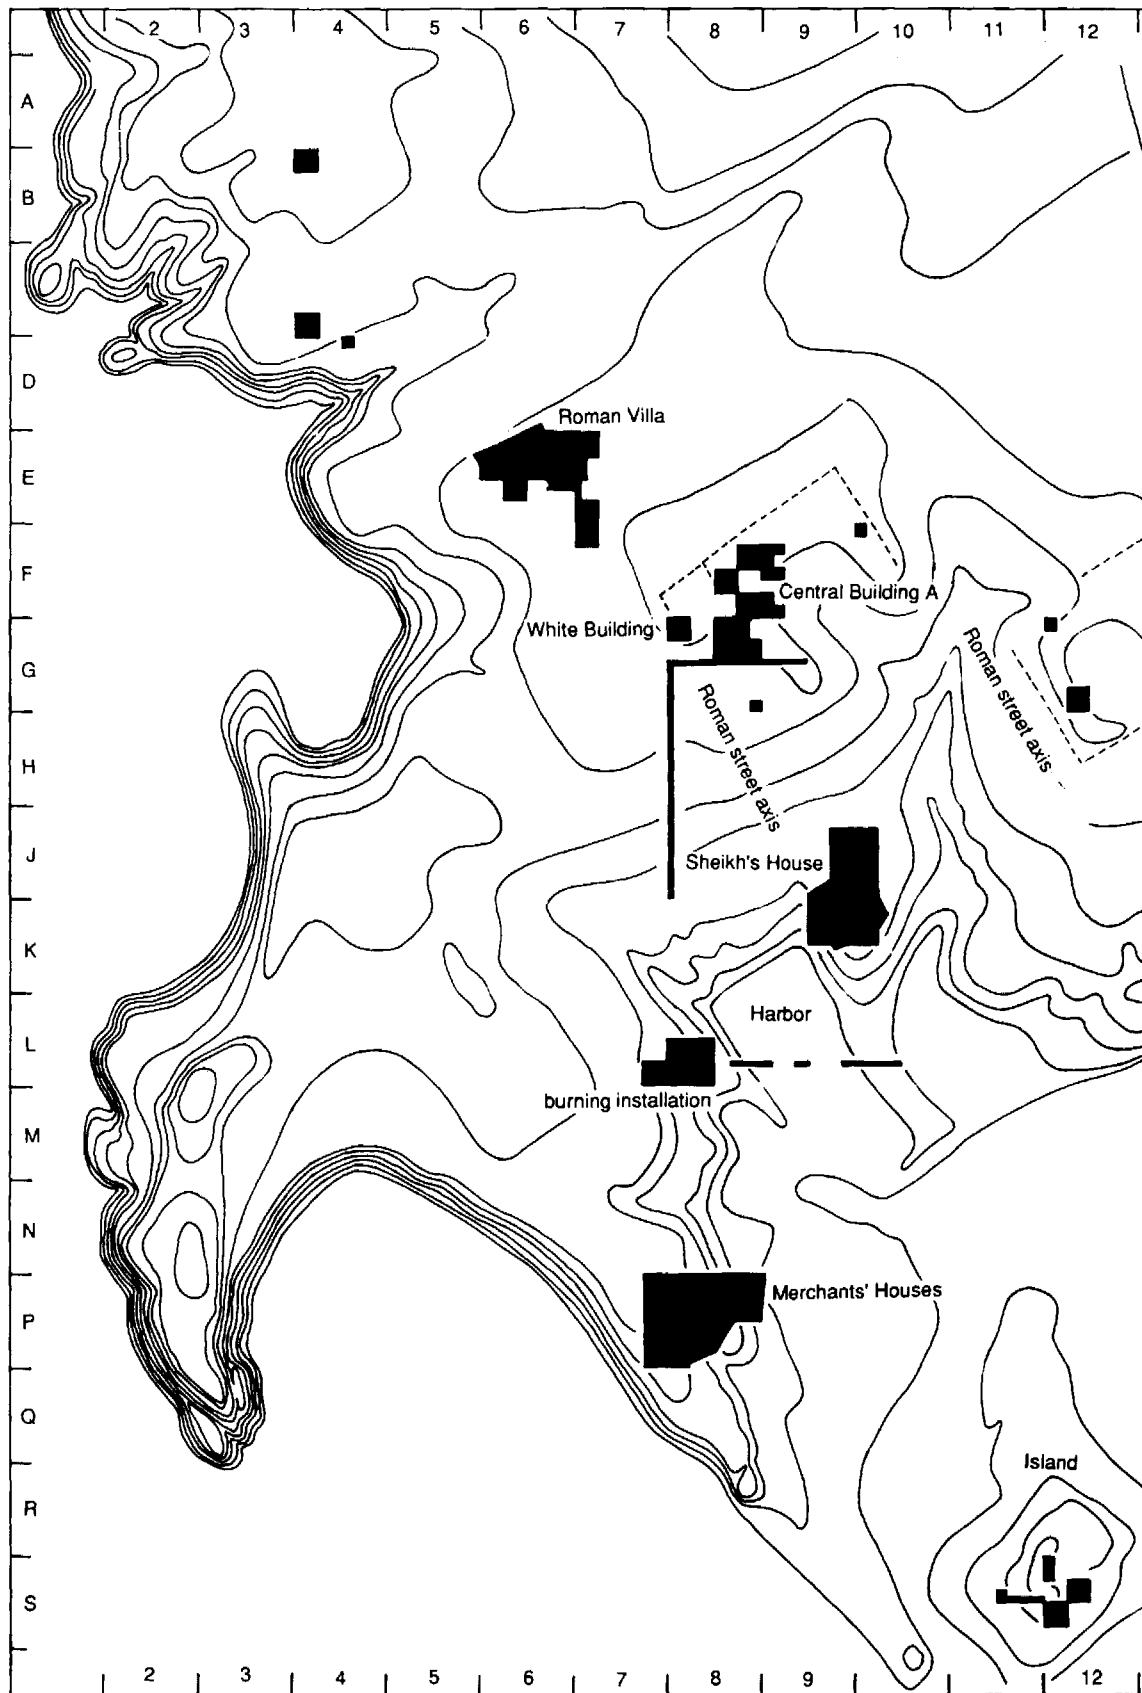 2 3 4 5 6 7 8 9 10 11 12
A
B
D
Roman Villa
E
F
Central Building A
White Building
G
Roman street axis
Roman street axis
H
J
Sheikh's House
K
Harbor
L
burning installation
M
N
Merchants' Houses
P
Q
Island
R
S
2 3 4 5 6 7 8 9 10 12